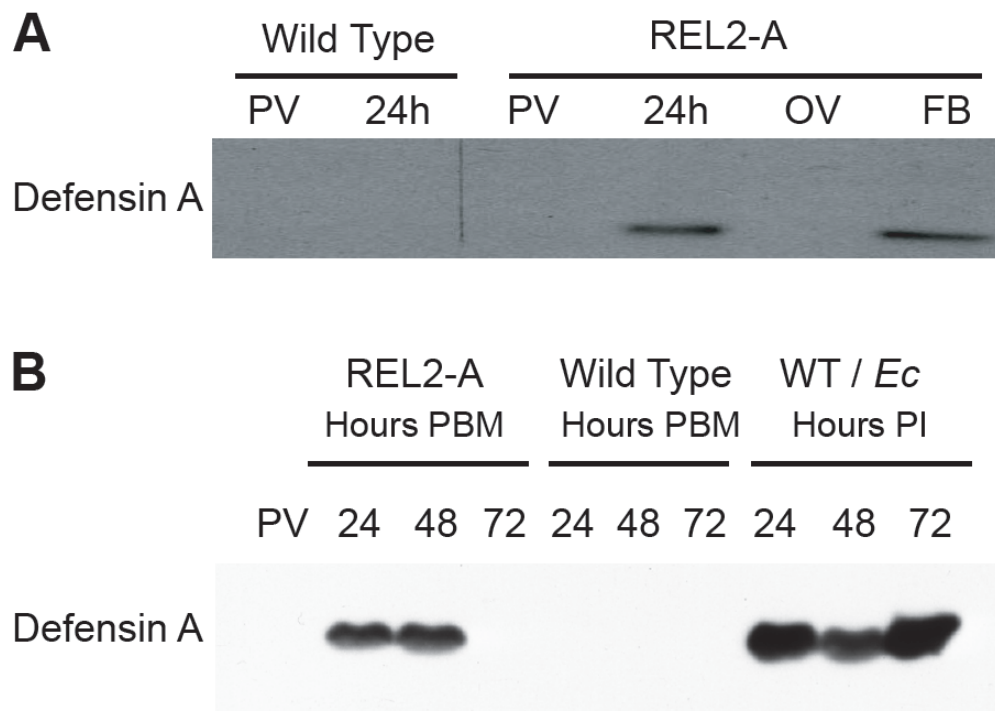 A
Wild Type REL2-A
PV 24h PV 24h OV FB
Defensin A
B
REL2-A Wild Type WT / Ec
Hours PBM Hours PBM Hours PI
PV 24 48 72 24 48 72 24 48 72
Defensin A